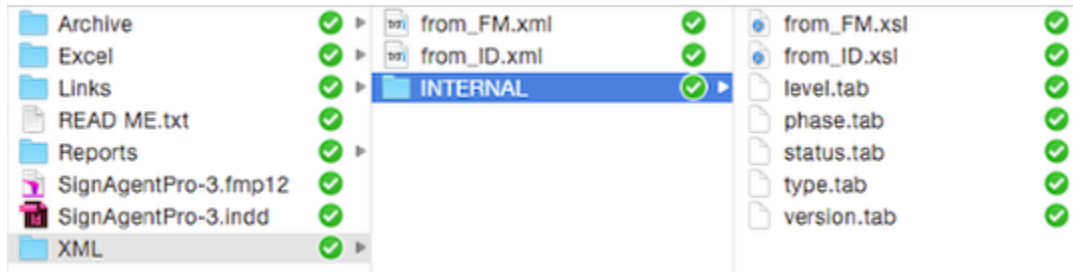 Archive
Excel
Links
READ ME.txt
Reports
SignAgentPro-3.fmp12
SignAgentPro-3.indd
XML
from_FM.xml
from_ID.xml
INTERNAL
from_FM.xsl
from_ID.xsl
level.tab
phase.tab
status.tab
type.tab
version.tab